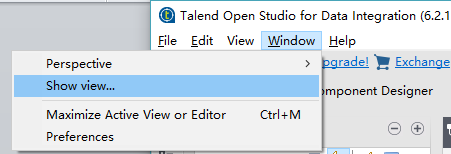 Talend Open Studio for Data Integration (6.2.1
File Edit View Window Help
Perspective >
pgrade! Exchange
Show view...
omponent Designer
Maximize Active View or Editor Ctrl+M
Preferences